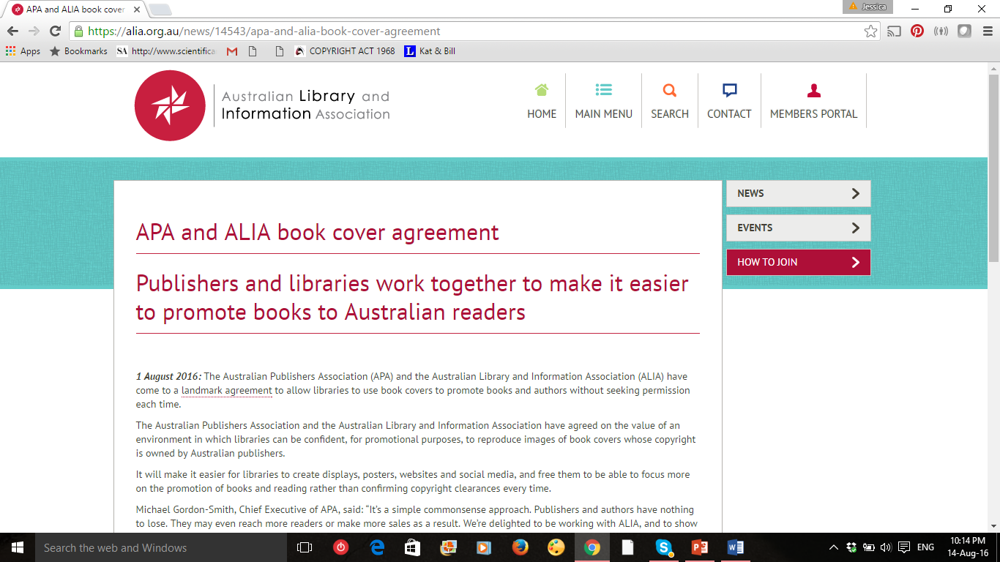 APA and ALIA book cover
Jessica
https://alia.org.au/news/14543/apa-and-alia-book-cover-agreement
Apps
Bookmarks
SA http://www.scientifica
COPYRIGHT ACT 1968
L Kat & Bill
Australian Library and
Information Association
HOME
MAIN MENU
SEARCH
CONTACT
MEMBERS PORTAL
NEWS
EVENTS
HOW TO JOIN
APA and ALIA book cover agreement
Publishers and libraries work together to make it easier
to promote books to Australian readers
1 August 2016: The Australian Publishers Association (APA) and the Australian Library and Information Association (ALIA) have
come to a landmark agreement to allow libraries to use book covers to promote books and authors without seeking permission
each time.
The Australian Publishers Association and the Australian Library and Information Association have agreed on the value of an
environment in which libraries can be confident, for promotional purposes, to reproduce images of book covers whose copyright
is owned by Australian publishers.
It will make it easier for libraries to create displays, posters, websites and social media, and free them to be able to focus more
on the promotion of books and reading rather than confirming copyright clearances every time.
Michael Gordon-Smith, Chief Executive of APA, said: “It’s a simple commonsense approach. Publishers and authors have nothing
to lose. They may even reach more readers or make more sales as a result. We’re delighted to be working with ALIA, and to show
Search the web and Windows
ENG
10:14 PM
14-Aug-16